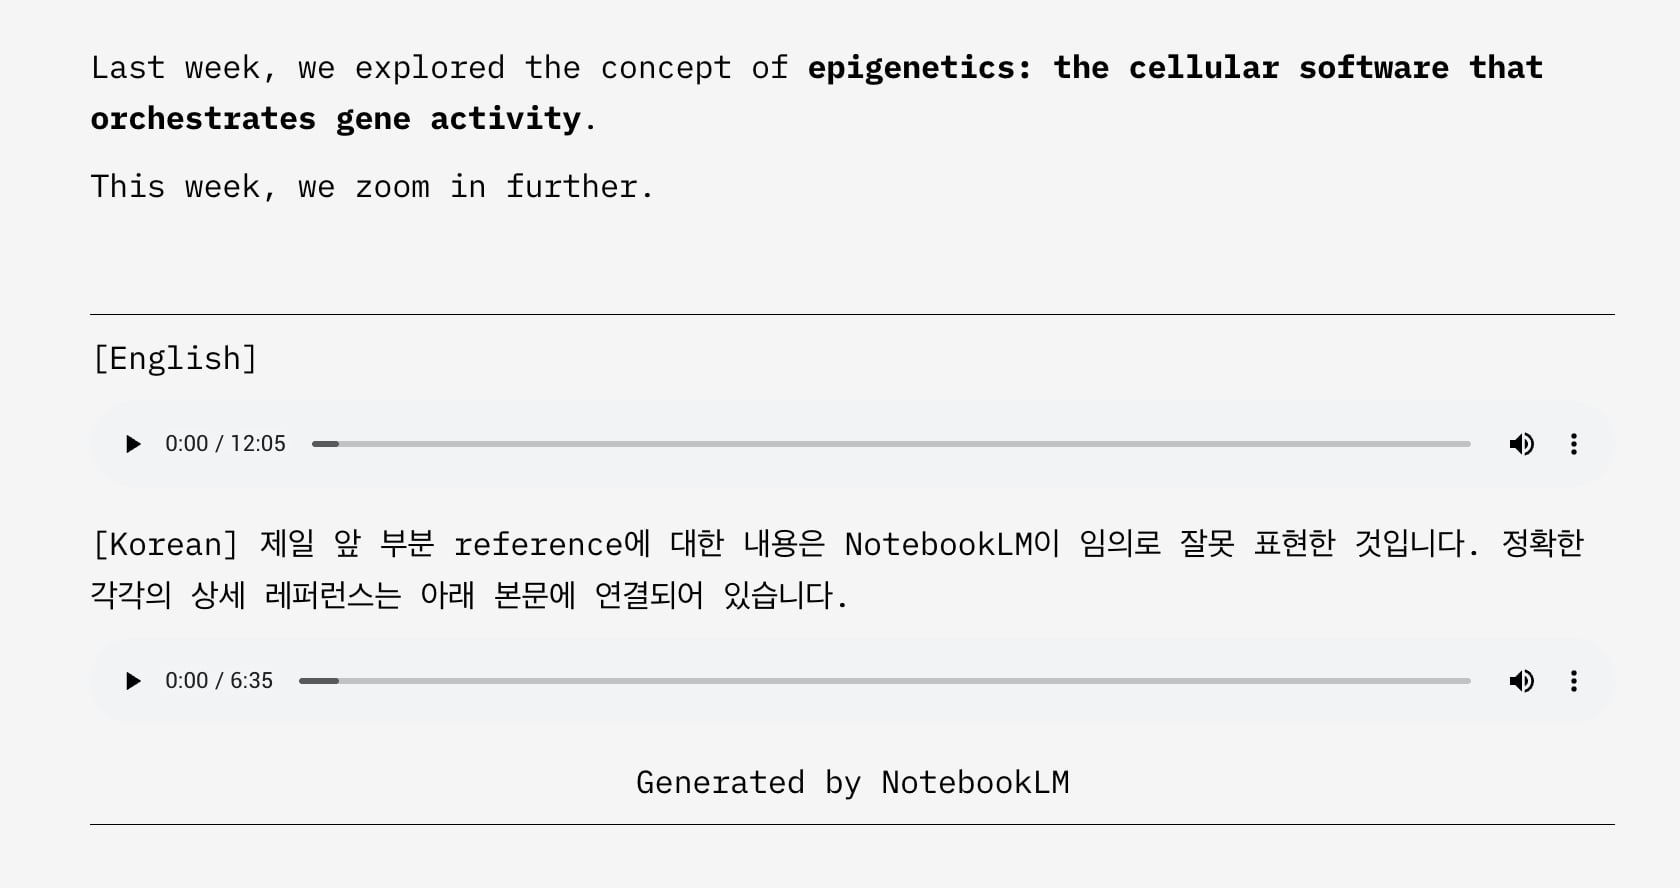 Last week, we explored the concept of epigenetics: the cellular software that
orchestrates gene activity.
This week, we zoom in further.
[English]
0:00 / 12:05
[Korean] 제일 앞 부분 reference에 대한 내용은 NotebookLM이 임의로 잘못 표현한 것입니다. 정확한
각각의 상세 레퍼런스는 아래 본문에 연결되어 있습니다.
0:00 / 6:35
Generated by NotebookLM